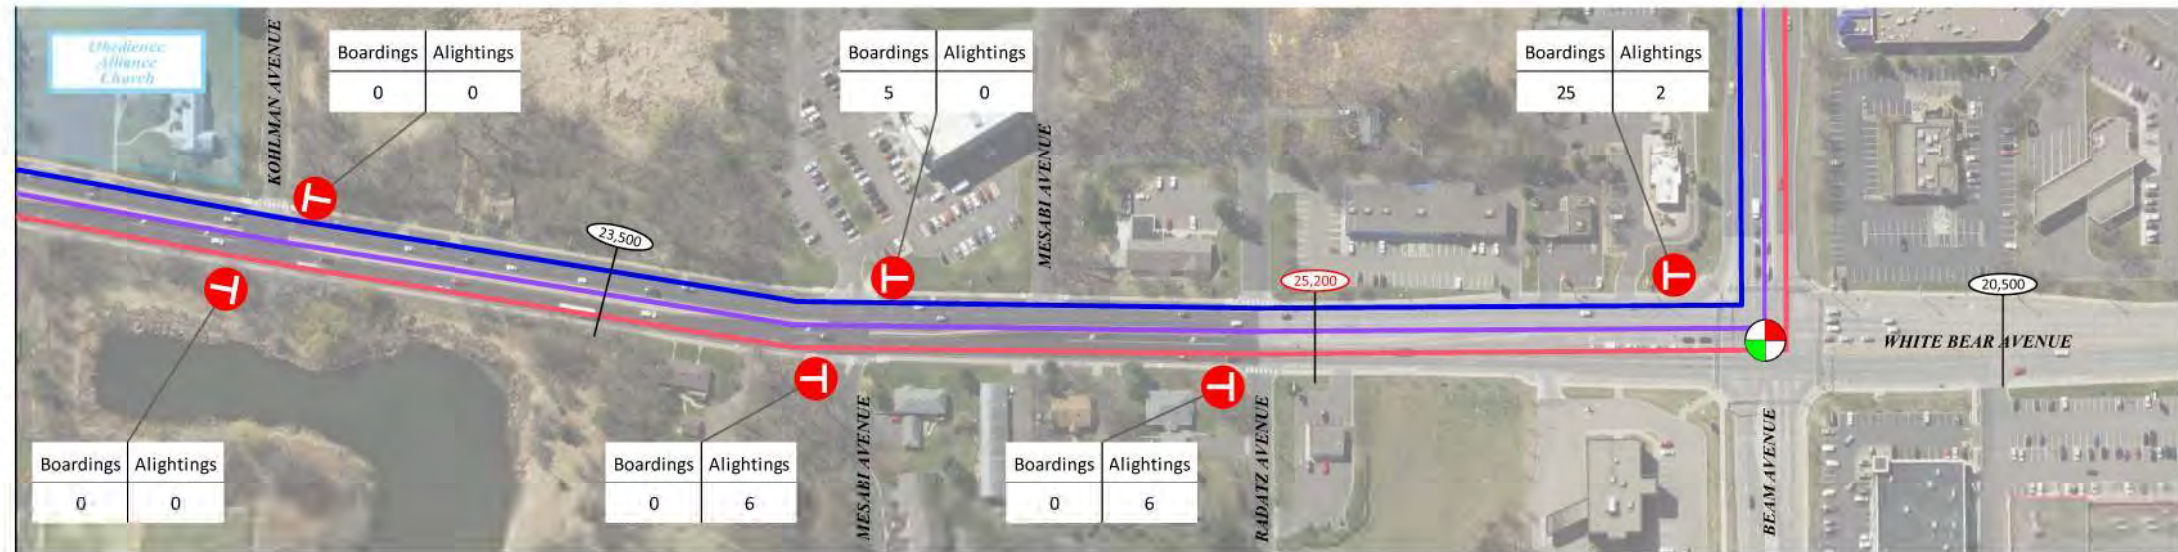 Obedience
Alliance
Church
KOHLMAN AVENUE
Boardings Alightings
0 0
Boardings Alightings
5 0
MESABI AVENUE
Boardings Alightings
25 2
23,500
25,200
20,500
WHITE BEAR AVENUE
Boardings Alightings
0 0
Boardings Alightings
0 6
MESABI AVENUE
Boardings Alightings
0 6
RADATZ AVENUE
BEAM AVENUE